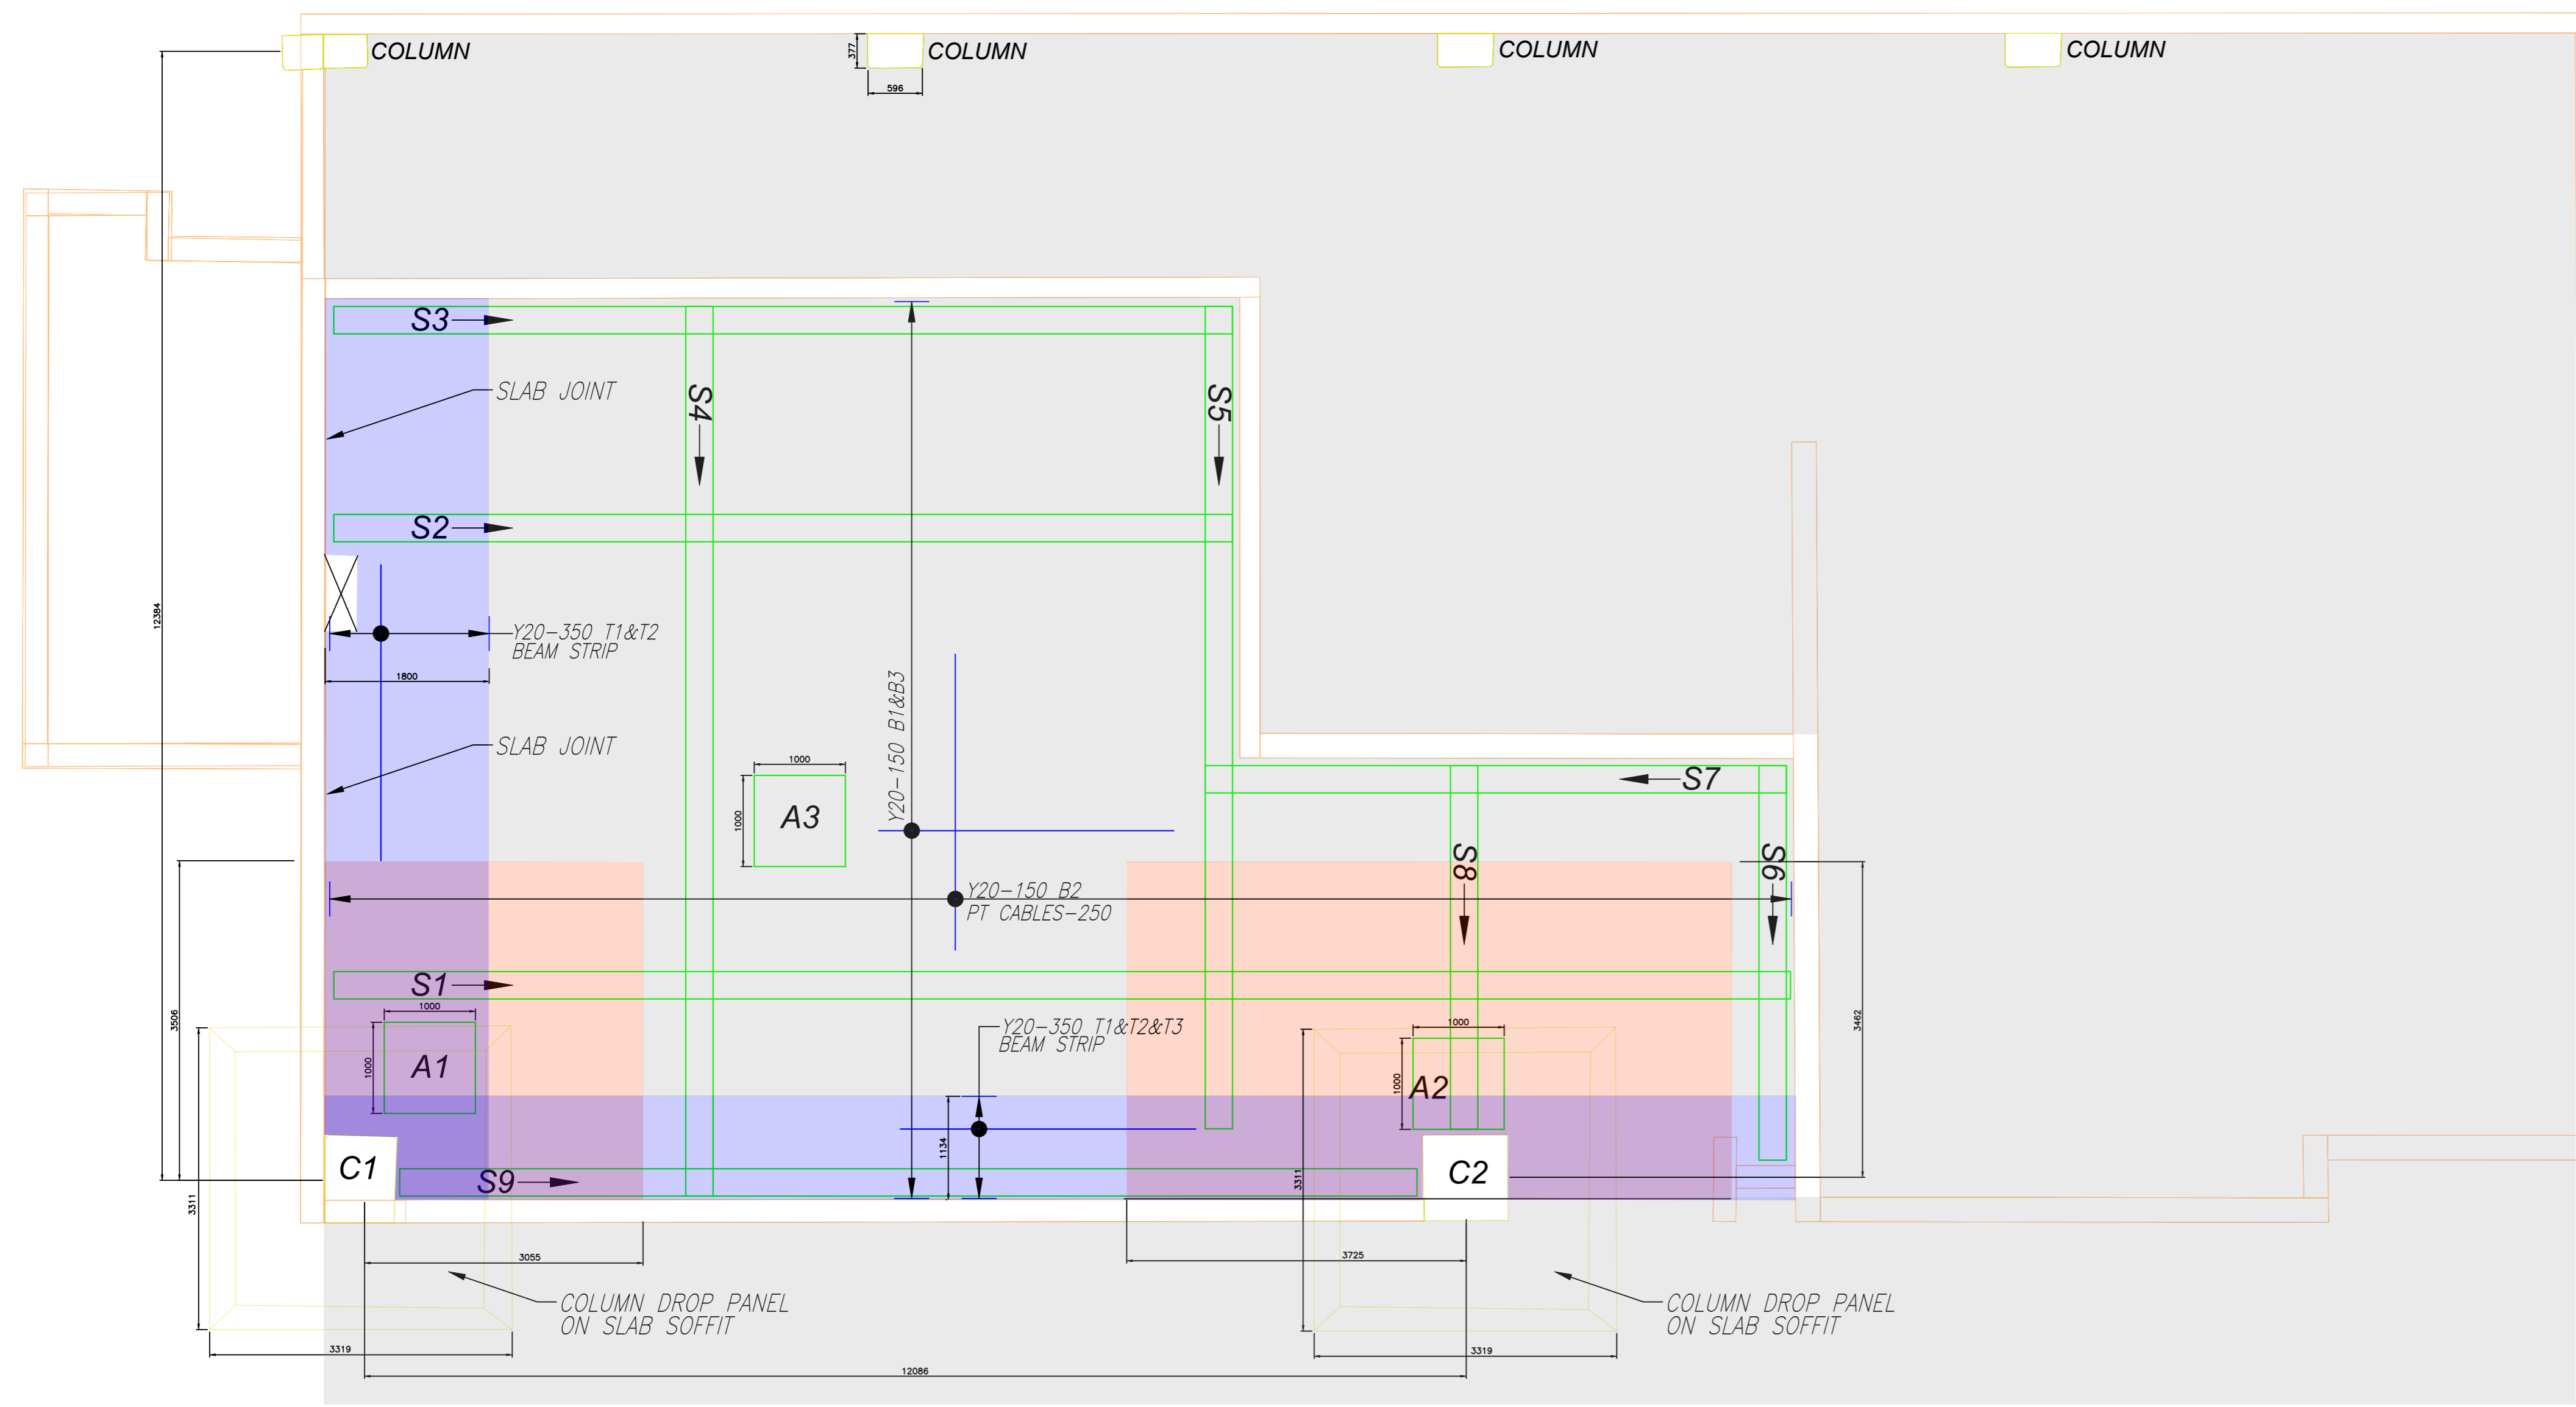 COLUMN
COLUMN
COLUMN
COLUMN
377
596
S3
SLAB JOINT
S4
S5
S2
12384
Y20-350 T1&T2
BEAM STRIP
1800
Y20-150 B1&B3
SLAB JOINT
1000
1000
A3
S7
S8
S6
Y20-150 B2
PT CABLES-250
S1
1000
1000
A1
3506
3311
Y20-350 T1&T2&T3
BEAM STRIP
1134
1000
1000
A2
3462
3311
C1
S9
C2
3055
3725
COLUMN DROP PANEL
ON SLAB SOFFIT
COLUMN DROP PANEL
ON SLAB SOFFIT
3319
3319
12086